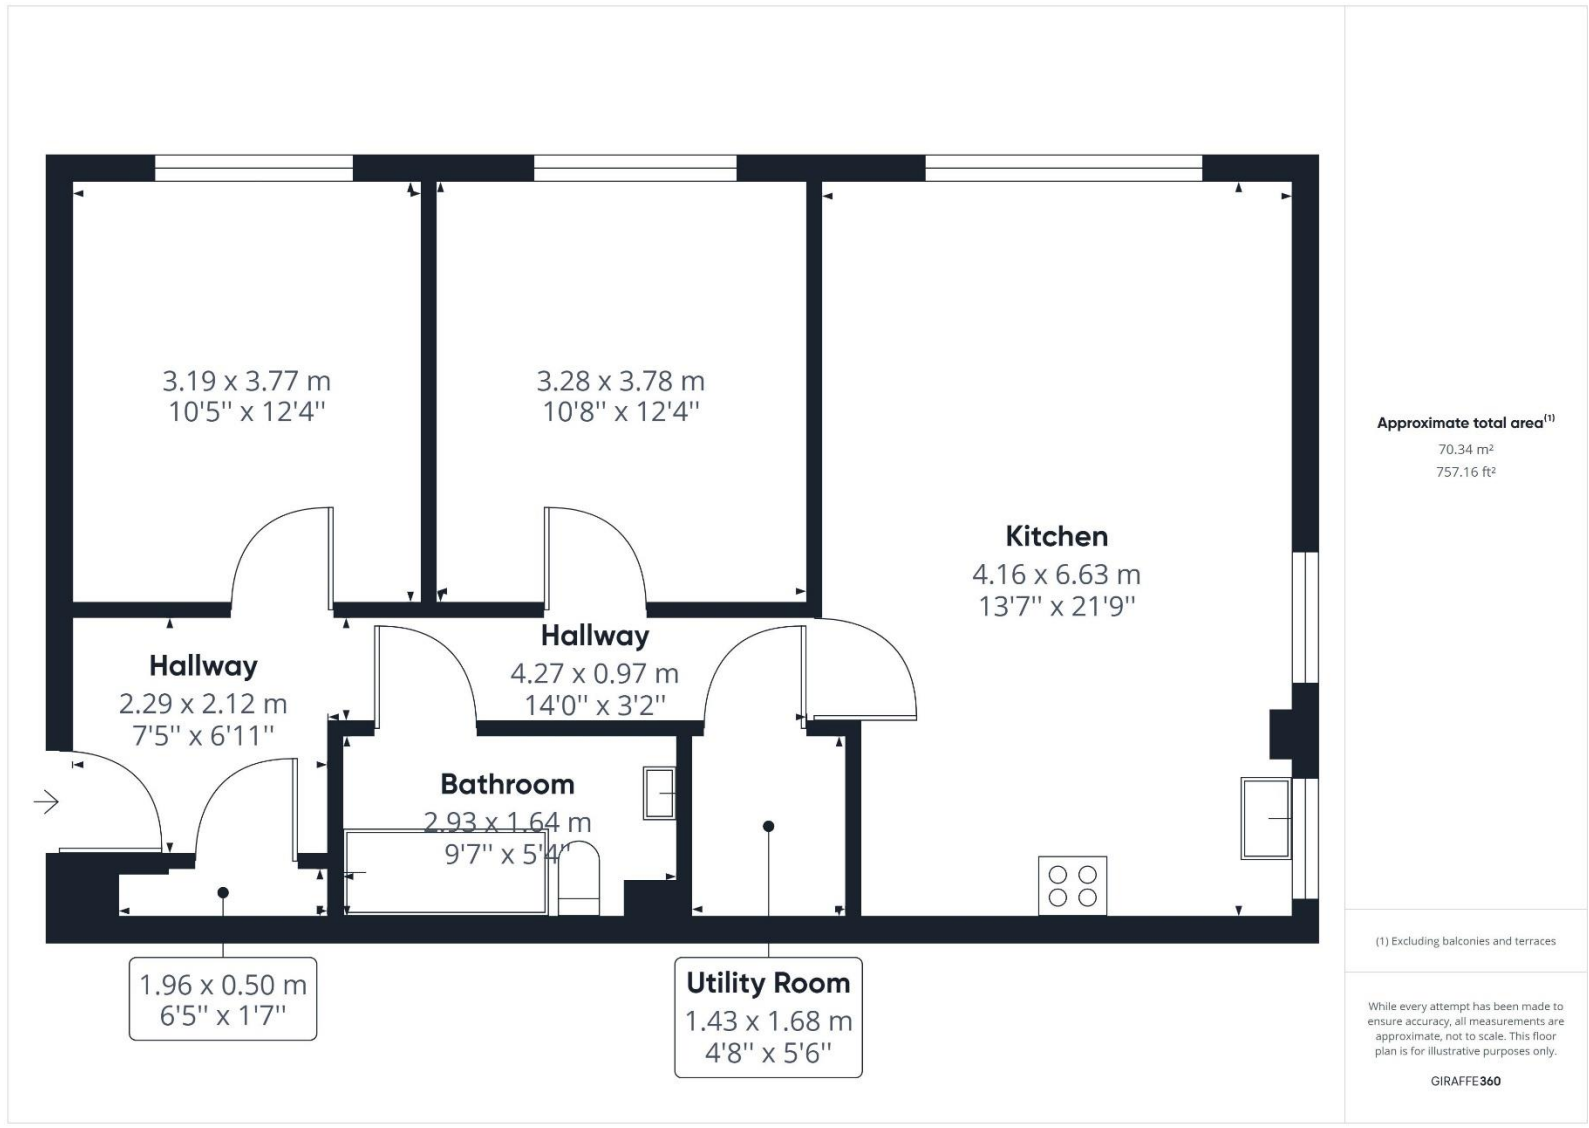 3.19 x 3.77 m
10'5'' x 12'4''
3.28 x 3.78 m
10'8'' x 12'4''
Kitchen
4.16 x 6.63 m
13'7'' x 21'9''
Hallway
2.29 x 2.12 m
7'5'' x 6'11''
Hallway
4.27 x 0.97 m
14'0'' x 3'2''
Bathroom
2.93 x 1.64 m
9'7'' x 5'4''
1.96 x 0.50 m
6'5'' x 1'7''
Utility Room
1.43 x 1.68 m
4'8'' x 5'6''
Approximate total area(1)
70.34 m²
757.16 ft²
(1) Excluding balconies and terraces
While every attempt has been made to
ensure accuracy, all measurements are
approximate, not to scale. This floor
plan is for illustrative purposes only.
GIRAFFE360